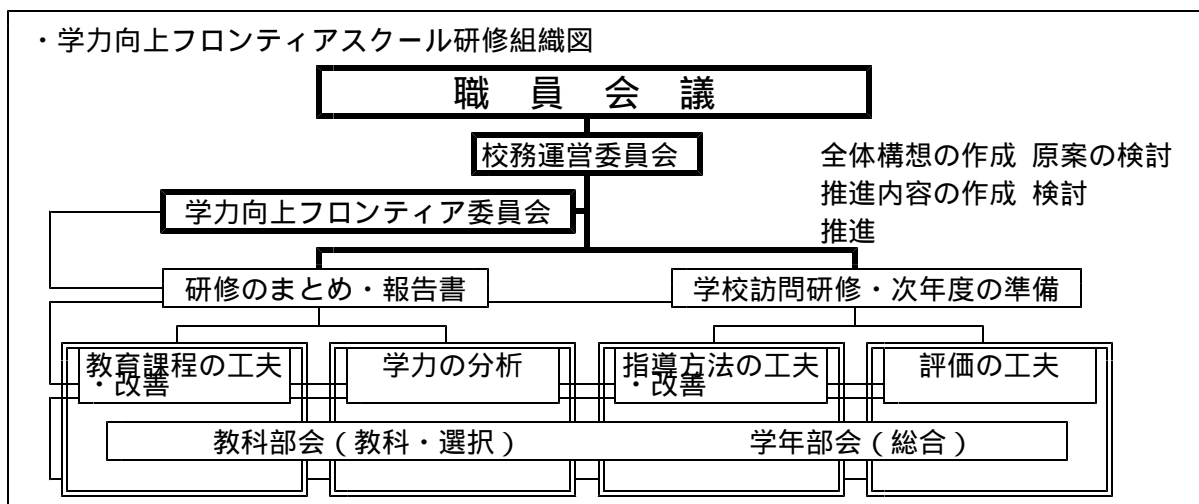 ・学力向上フロンティアスクール研修組織図
職 員 会 議
校務運営委員会
全体構想の作成 原案の検討
推進内容の作成 検討
推進
学力向上フロンティア委員会
研修のまとめ・報告書
学校訪問研修・次年度の準備
教育課程の工夫
・改善
学力の分析
指導方法の工夫
・改善
評価の工夫
教科部会（教科・選択）
学年部会（総合）